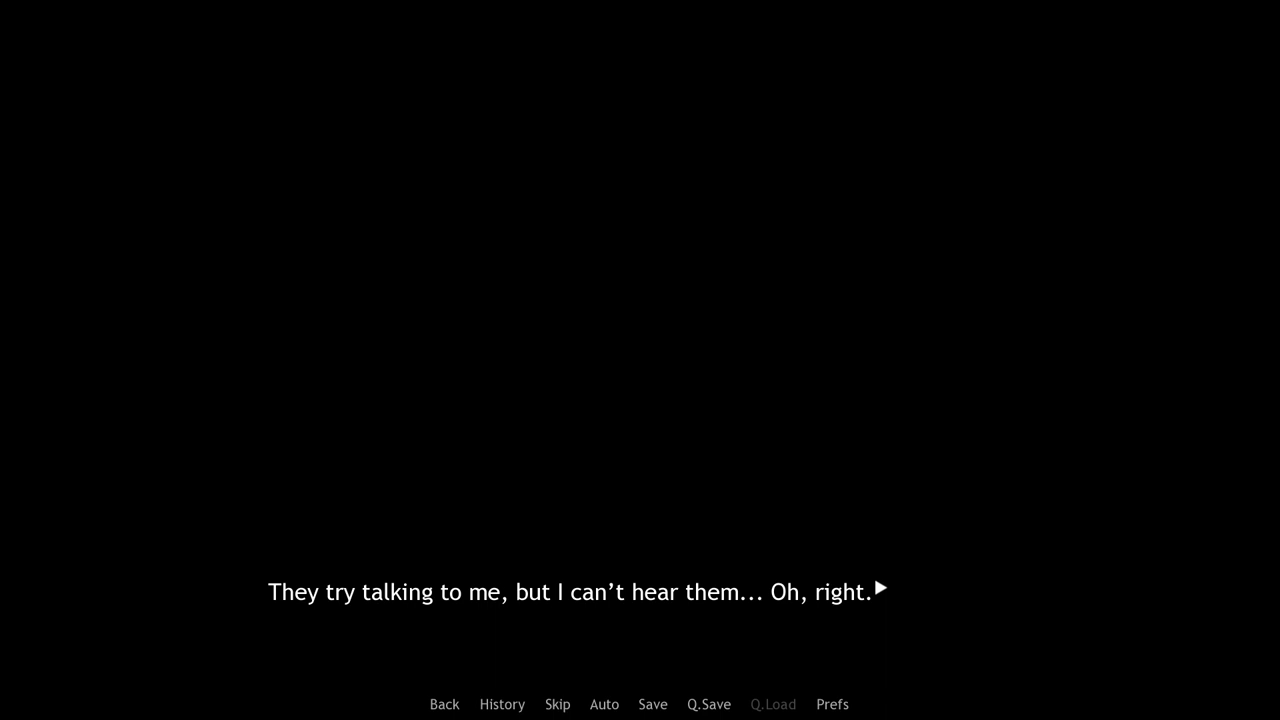 They try talking to me, but I can’t hear them... Oh, right.
Back History Skip Auto Save Q.Save Q.Load Prefs